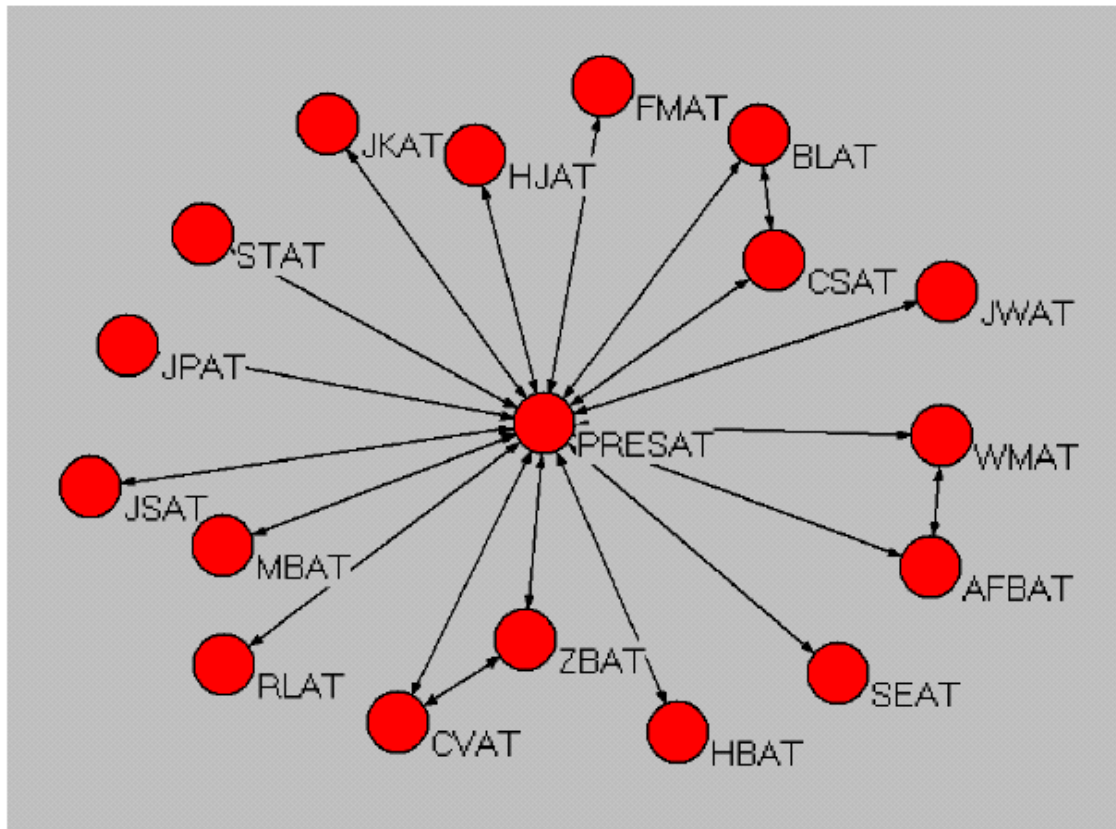 FMAT
JKAT
HJAT
BLAT
STAT
CSAT
JWAT
JPAT
PRESAT
WMAT
JSAT
MBAT
AFBAT
ZBAT
RLAT
SEAT
CVAT
HBAT